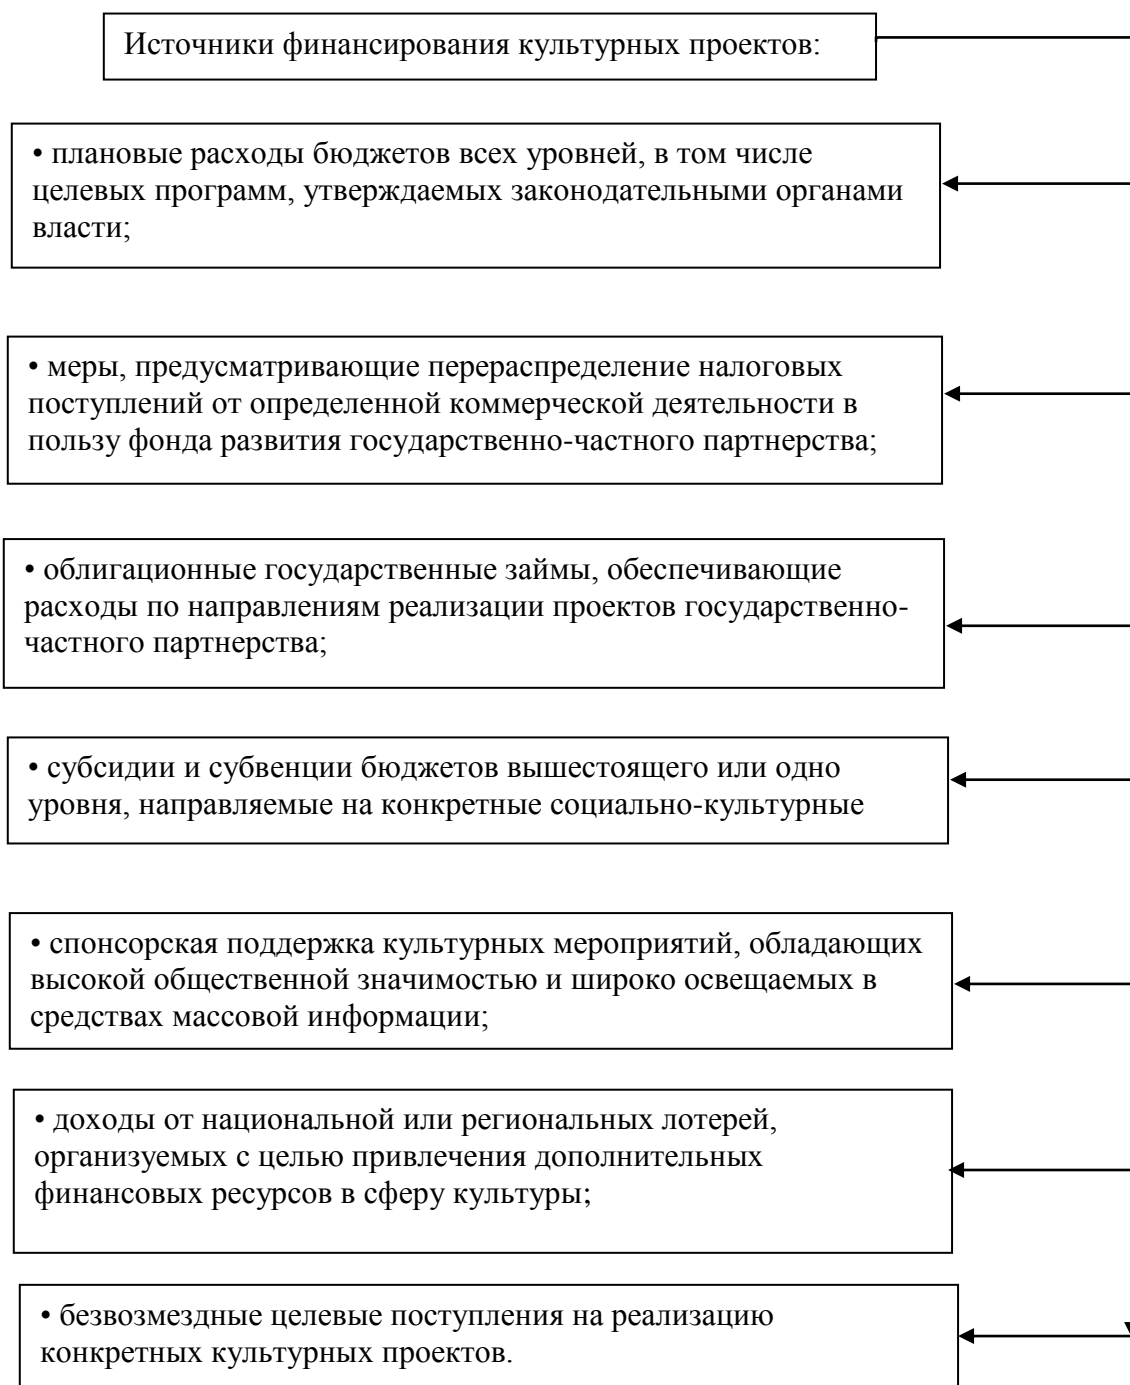 Источники финансирования культурных проектов:
• плановые расходы бюджетов всех уровней, в том числе
целевых программ, утверждаемых законодательными органами
власти;
• меры, предусматривающие перераспределение налоговых
поступлений от определенной коммерческой деятельности в
пользу фонда развития государственно-частного партнерства;
• облигационные государственные займы, обеспечивающие
расходы по направлениям реализации проектов государственно-
частного партнерства;
• субсидии и субвенции бюджетов вышестоящего или одно
уровня, направляемые на конкретные социально-культурные
• спонсорская поддержка культурных мероприятий, обладающих
высокой общественной значимостью и широко освещаемых в
средствах массовой информации;
• доходы от национальной или региональных лотерей,
организуемых с целью привлечения дополнительных
финансовых ресурсов в сферу культуры;
• безвозмездные целевые поступления на реализацию
конкретных культурных проектов.